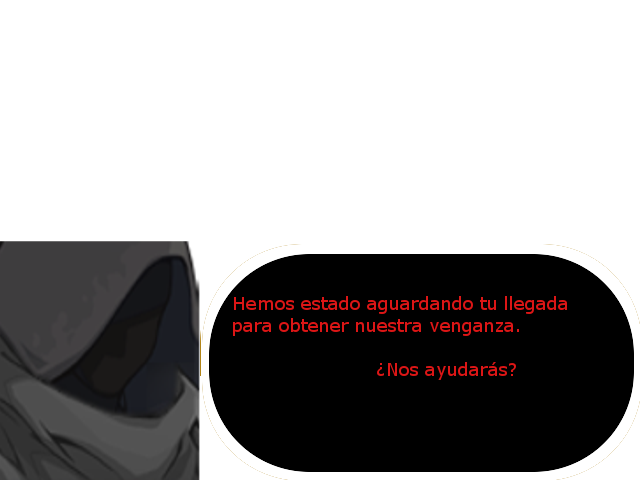 Hemos estado aguardando tu llegada
para obtener nuestra venganza.
¿Nos ayudarás?